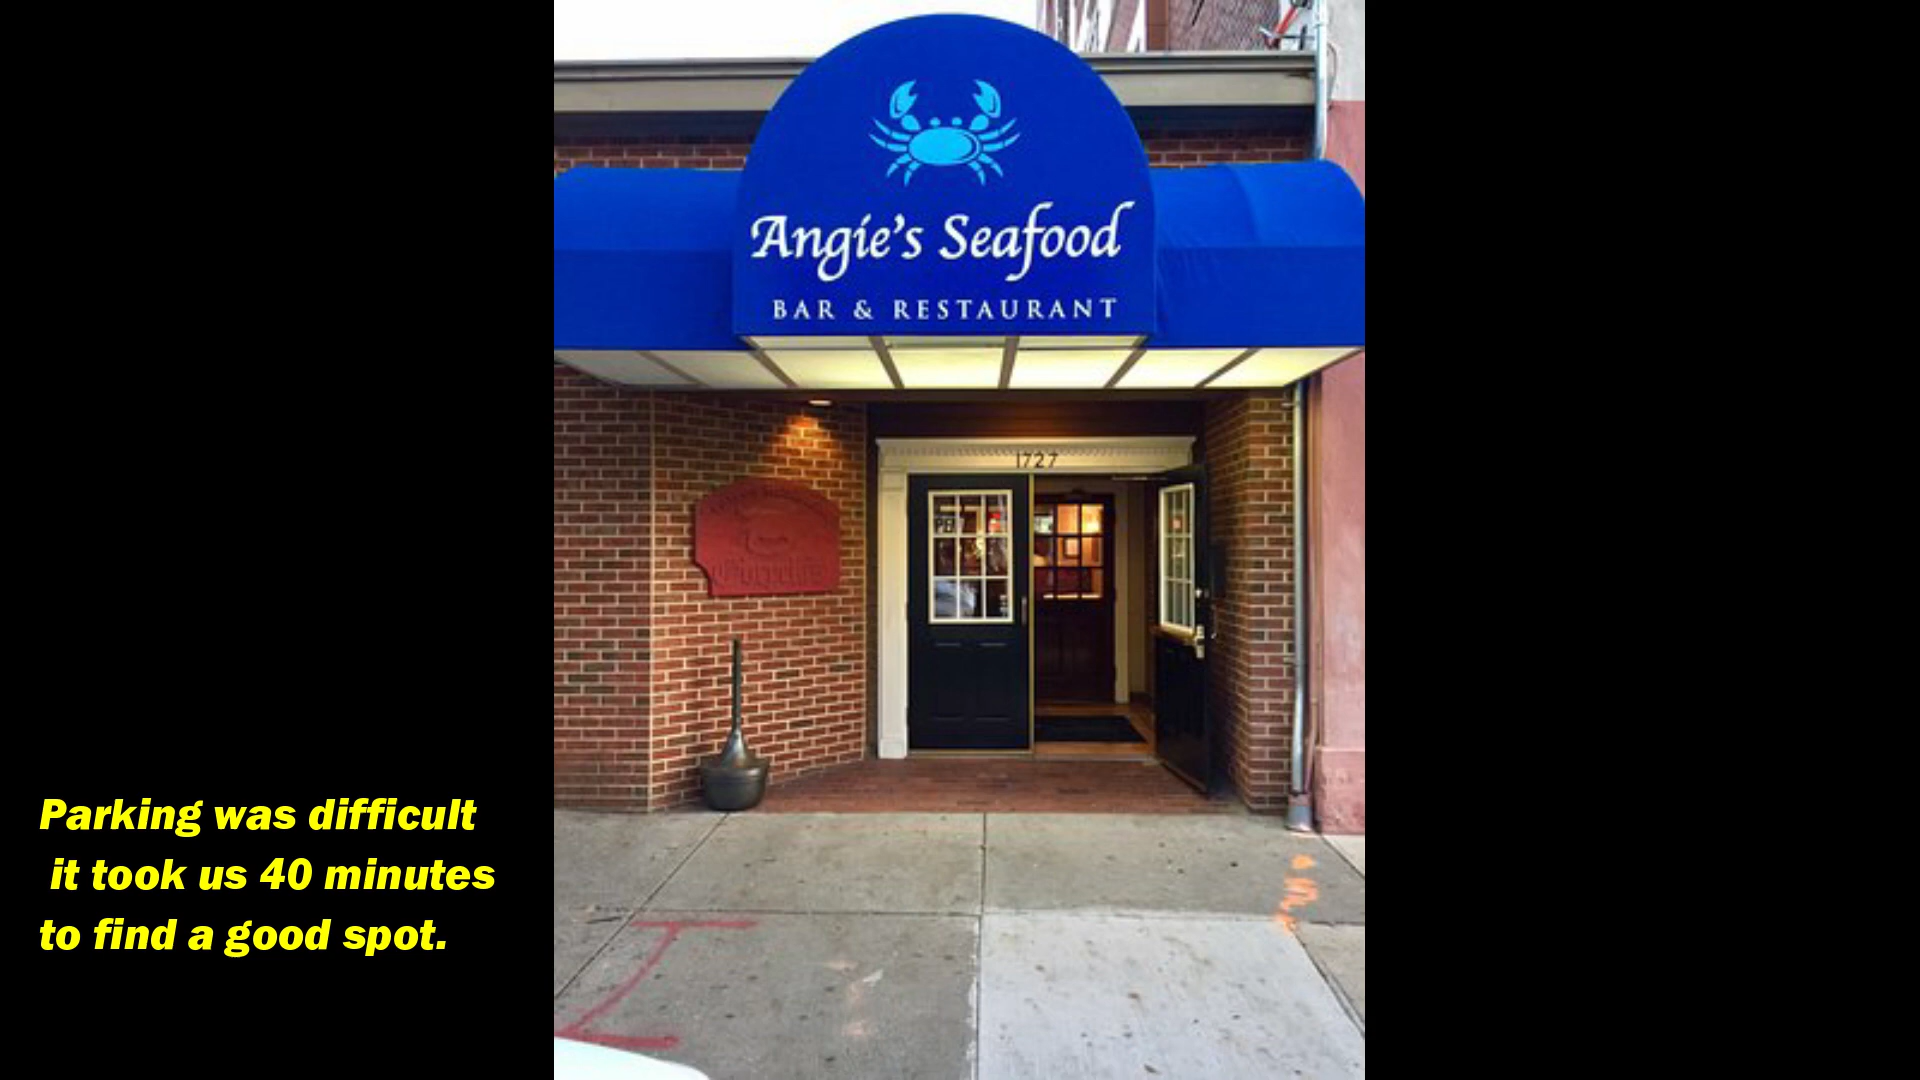 Angie's Seafood
BAR & RESTAURANT
1727
Parking was difficult
it took us 40 minutes
to find a good spot.